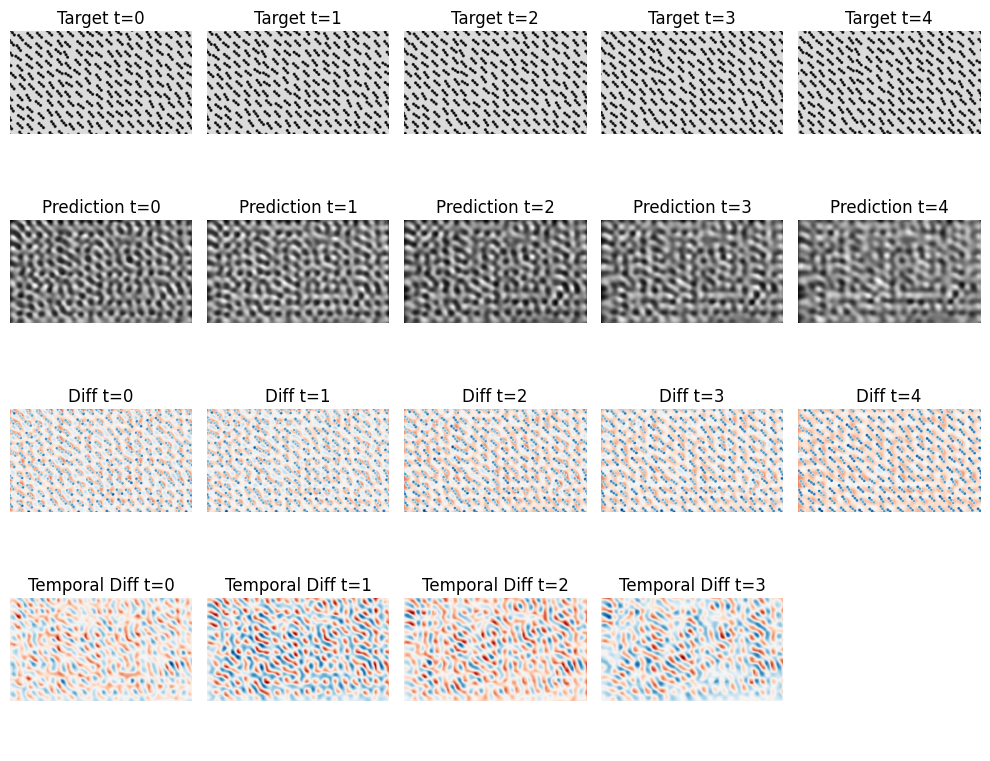 Target t=0 Target t=1 Target t=2 Target t=3 Target t=4
Prediction t=0 Prediction t=1 Prediction t=2 Prediction t=3 Prediction t=4
Diff t=0 Diff t=1 Diff t=2 Diff t=3 Diff t=4
Temporal Diff t=0 Temporal Diff t=1 Temporal Diff t=2 Temporal Diff t=3